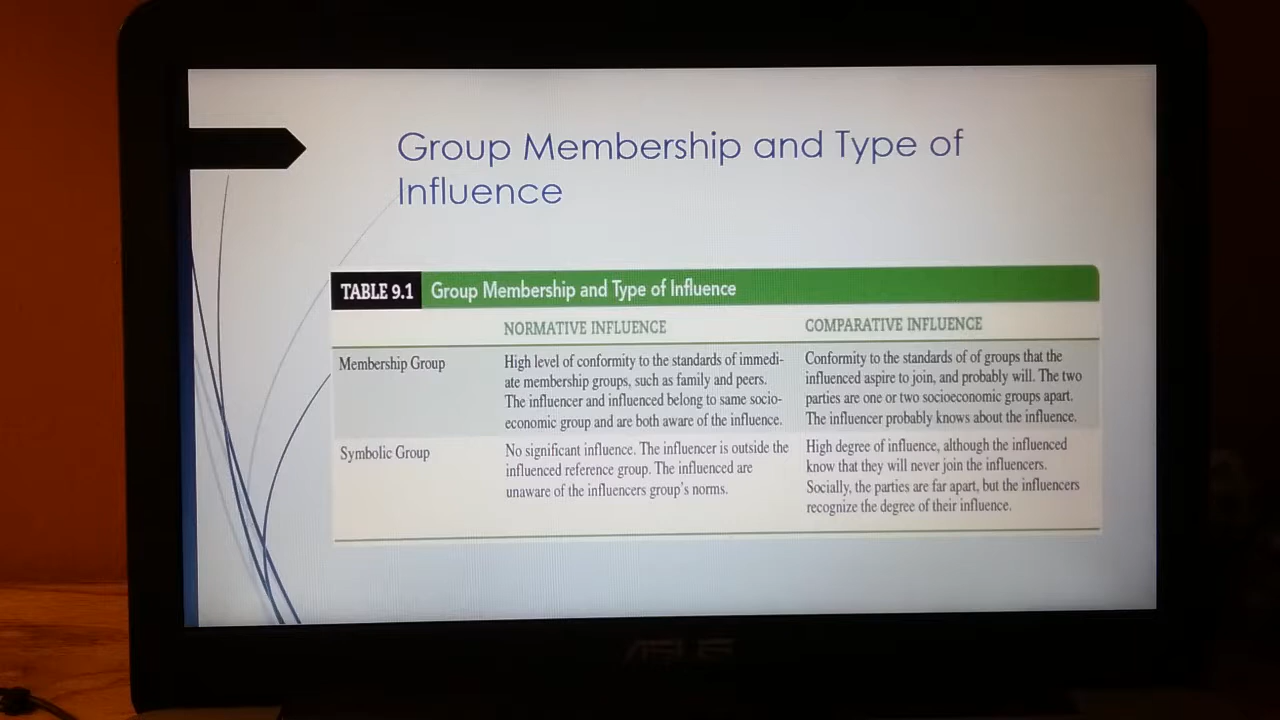 Group Membership and Type of
Influence
TABLE 9.1 Group Membership and Type of Influence
NORMATIVE INFLUENCE COMPARATIVE INFLUENCE
Membership Group
High level of conformity to the standards of immedi-
ate membership groups, such as family and peers.
The influencer and influenced belong to same socio-
economic group and are both aware of the influence.
Conformity to the standards of of groups that the
influenced aspire to join, and probably will. The two
parties are one or two socioeconomic groups apart.
The influencer probably knows about the influence.
Symbolic Group
No significant influence. The influencer is outside the
influenced reference group. The influenced are
unaware of the influencers group's norms.
High degree of influence, although the influenced
know that they will never join the influencers.
Socially, the parties are far apart, but the influencers
recognize the degree of their influence.
ASUS